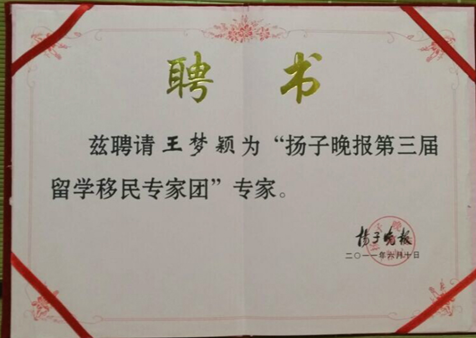 聘书
兹聘请王梦颖为“扬子晚报第三届
留学移民专家团”专家。
扬子晚报
二〇一一年六月十日